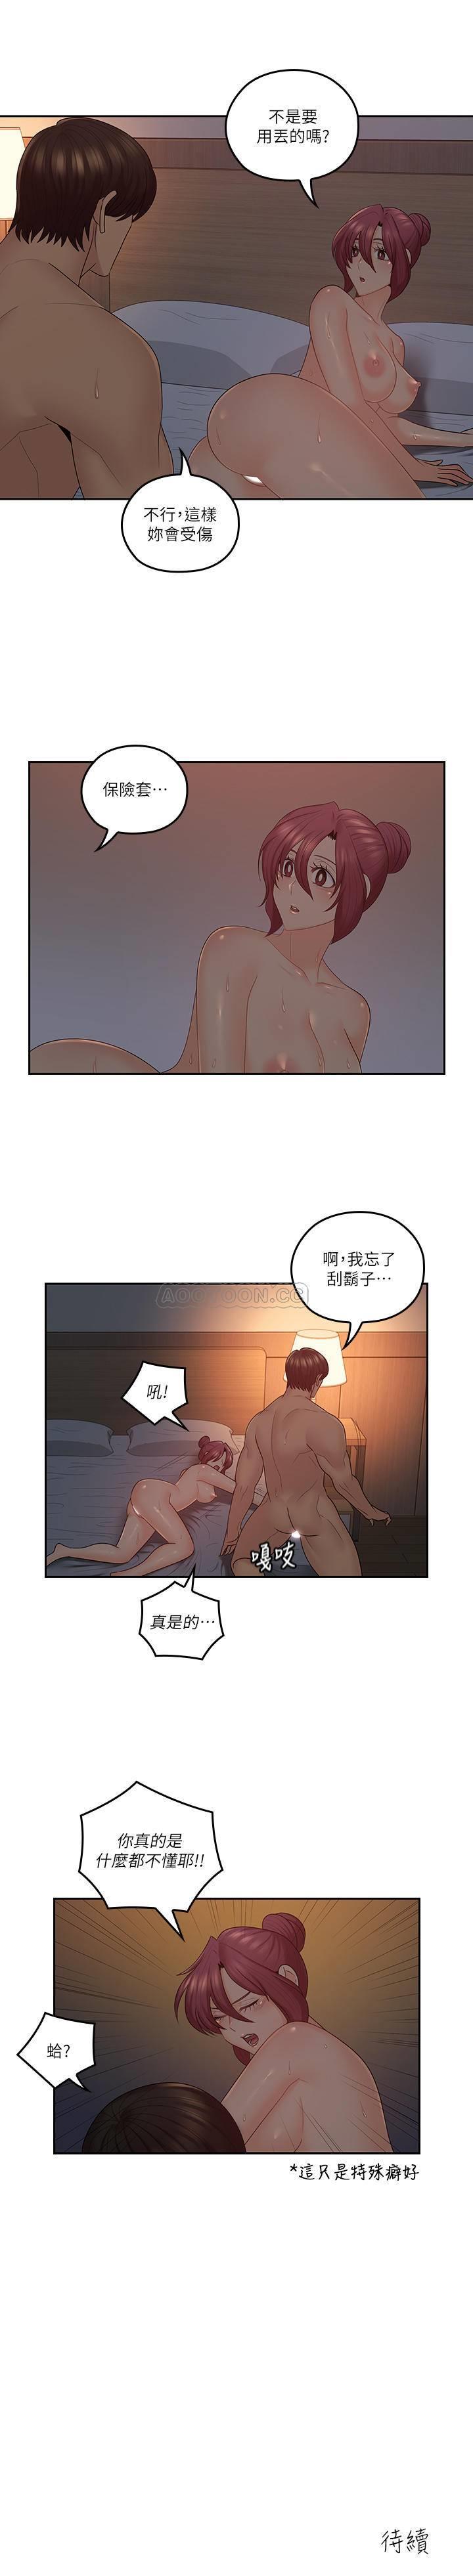 不是要
用丟的嗎?
不行，這樣
妳會受傷
保險套…
啊，我忘了
刮鬍子…
AOOTOON.CC
吼!
嘎吱
真是的…
你真的是
什麼都不懂耶!!
蛤?
*這只是特殊癖好
待續